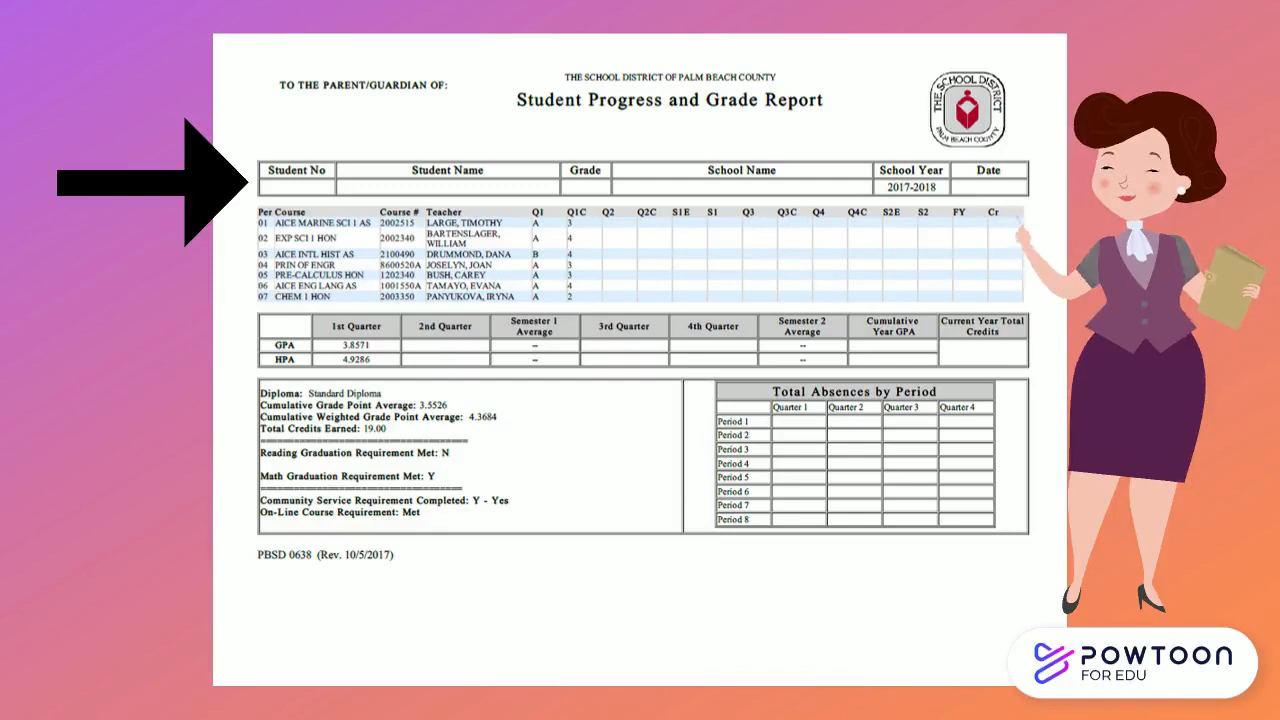 TO THE PARENT/GUARDIAN OF:
THE SCHOOL DISTRICT OF PALM BEACH COUNTY
Student Progress and Grade Report
THE SCHOOL DISTRICT
PALM BEACH COUNTY
Student No Student Name Grade School Name School Year Date
2017-2018
Per Course Course # Teacher Q1 Q1C Q2 Q2C S1E S1 Q3 Q3C Q4 Q4C S2E S2 FY Cr
01 AICE MARINE SCI 1 AS 2002515 LARGE, TIMOTHY A 3
02 EXP SCI 1 HON 2002340 BARTENSLAGER, WILLIAM A 4
03 AICE INTL HIST AS 2100490 DRUMMOND, DANA B 4
04 PRIN OF ENGR 8600520A JOSELYN, JOAN A 3
05 PRE-CALCULUS HON 1202340 BUSH, CAREY A 3
06 AICE ENG LANG AS 1001550A TAMAYO, EVANA A 4
07 CHEM 1 HON 2003350 PANYUKOVA, IRYNA A 2
1st Quarter 2nd Quarter Semester 1 Average 3rd Quarter 4th Quarter Semester 2 Average Cumulative Year GPA Current Year Total Credits
GPA 3.8571 -- --
HPA 4.9286 -- --
Diploma: Standard Diploma
Cumulative Grade Point Average: 3.5526
Cumulative Weighted Grade Point Average: 4.3684
Total Credits Earned: 19.00
Reading Graduation Requirement Met: N
Math Graduation Requirement Met: Y
Community Service Requirement Completed: Y - Yes
On-Line Course Requirement: Met
Total Absences by Period
Quarter 1 Quarter 2 Quarter 3 Quarter 4
Period 1
Period 2
Period 3
Period 4
Period 5
Period 6
Period 7
Period 8
PBSD 0638 (Rev. 10/5/2017)
POWTOON
FOR EDU